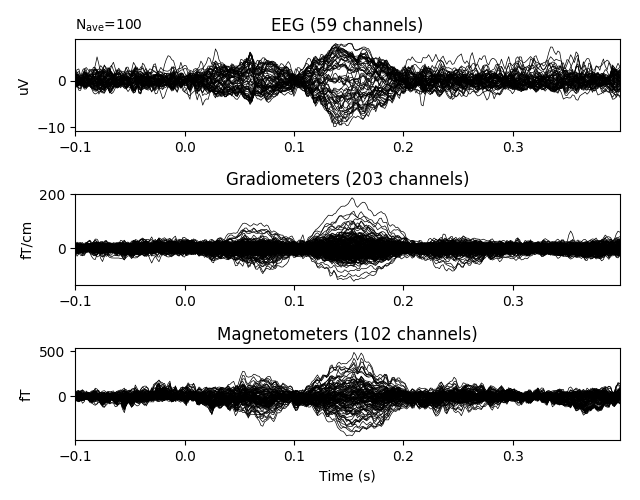 N_ave=100
EEG (59 channels)
uV
0
−10
−0.1 0.0 0.1 0.2 0.3
Gradiometers (203 channels)
fT/cm
200
0
−0.1 0.0 0.1 0.2 0.3
Magnetometers (102 channels)
fT
500
0
−0.1 0.0 0.1 0.2 0.3
Time (s)